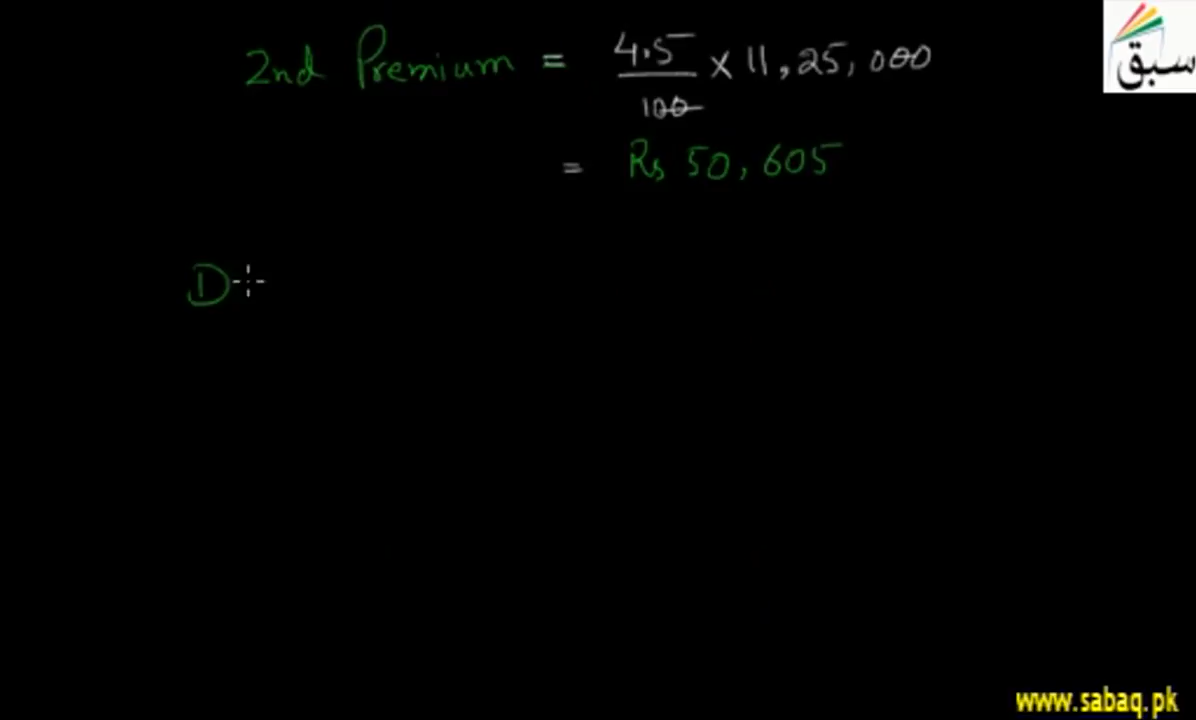 سبق
2nd Premium = 4.5/100 × 11,25,000
= Rs 50,605
D
www.sabaq.pk